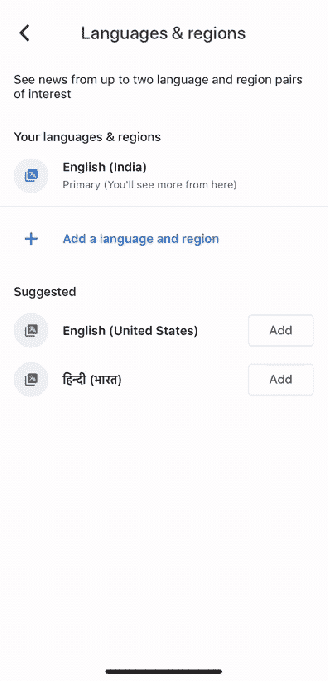 Languages & regions
See news from up to two language and region pairs
of interest
Your languages & regions
English (India)
Primary (You'll see more from here)
Add a language and region
Suggested
English (United States)
Add
हिन्दी (भारत)
Add